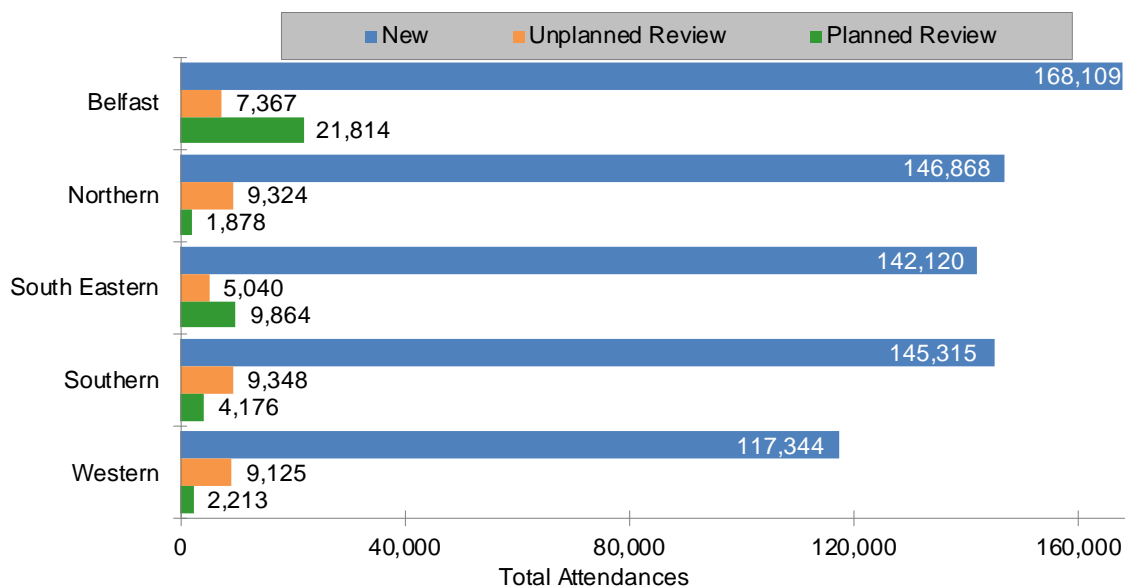 New Unplanned Review Planned Review
168,109
Belfast 7,367
21,814
146,868
Northern 9,324
1,878
142,120
South Eastern 5,040
9,864
145,315
Southern 9,348
4,176
117,344
Western 9,125
2,213
0 40,000 80,000 120,000 160,000
Total Attendances